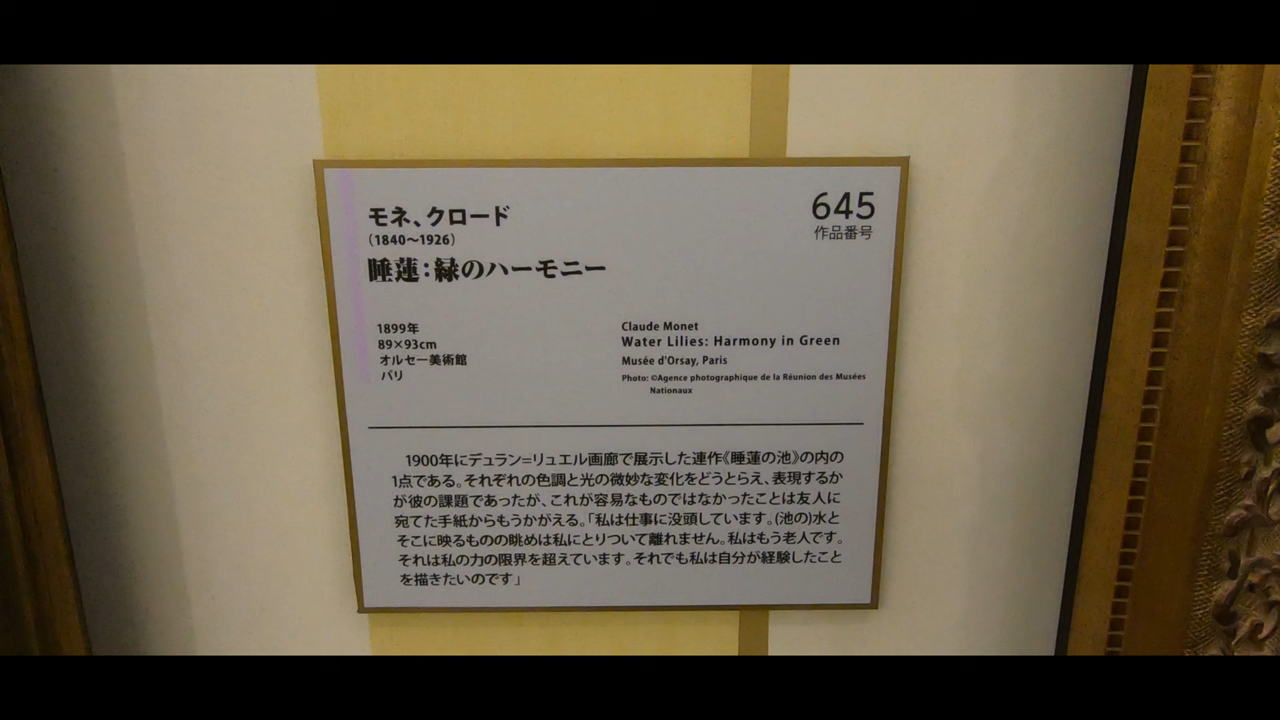 モネ、クロード
(1840〜1926)
睡蓮：緑のハーモニー
645
作品番号
1899年
89×93cm
オルセー美術館
パリ
Claude Monet
Water Lilies: Harmony in Green
Musée d'Orsay, Paris
Photo: ©Agence photographique de la Réunion des Musées
Nationaux
1900年にデュラン=リュエル画廊で展示した連作《睡蓮の池》の内の
1点である。それぞれの色調と光の微妙な変化をどうとらえ、表現するか
が彼の課題であったが、これが容易なものではなかったことは友人に
宛てた手紙からもうかがえる。「私は仕事に没頭しています。(池の)水と
そこに映るものの眺めは私にとりついて離れません。私はもう老人です。
それは私の力の限界を超えています。それでも私は自分が経験したこと
を描きたいのです」